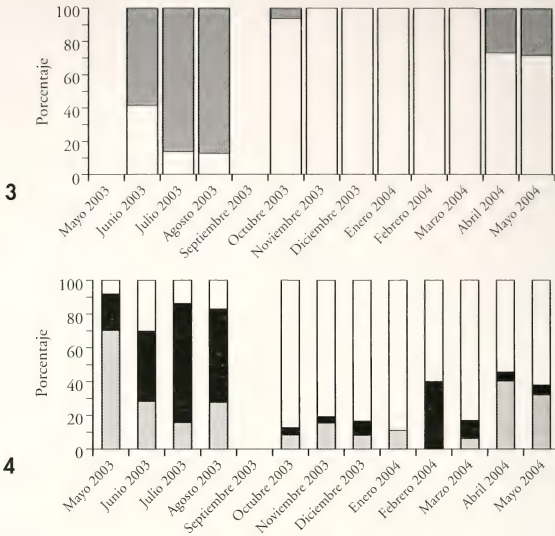 100
80
60
40
20
0
Porcentaje
Mayo 2003
Junio 2003
Julio 2003
Agosto 2003
Septiembre 2003
Octubre 2003
Noviembre 2003
Diciembre 2003
Enero 2004
Febrero 2004
Marzo 2004
Abril 2004
Mayo 2004
3
100
80
60
40
20
0
Porcentaje
Mayo 2003
Junio 2003
Julio 2003
Agosto 2003
Septiembre 2003
Octubre 2003
Noviembre 2003
Diciembre 2003
Enero 2004
Febrero 2004
Marzo 2004
Abril 2004
Mayo 2004
4